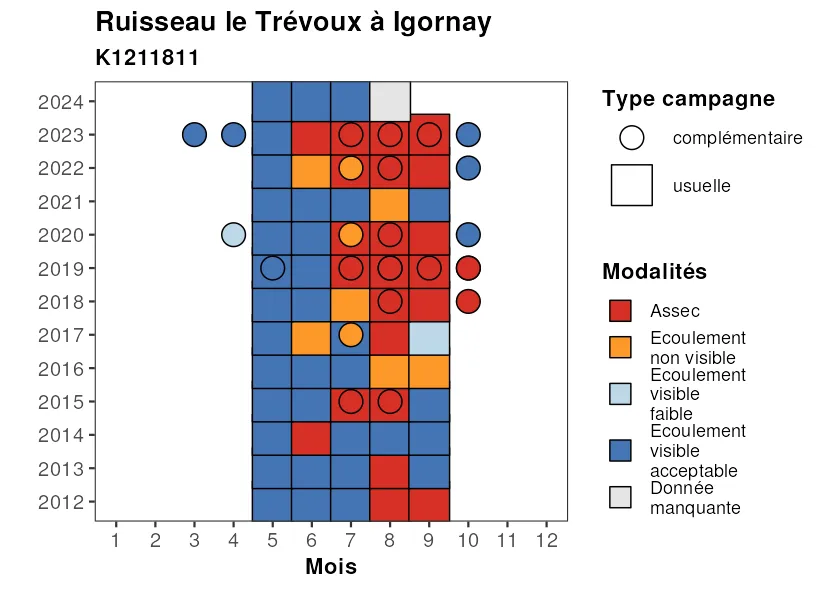 Ruisseau le Trévoux à Igornay
K1211811
2024
2023
2022
2021
2020
2019
2018
2017
2016
2015
2014
2013
2012
1 2 3 4 5 6 7 8 9 10 11 12
Mois
Type campagne
complémentaire
usuelle
Modalités
Assec
Ecoulement
non visible
Ecoulement
visible
faible
Ecoulement
visible
acceptable
Donnée
manquante